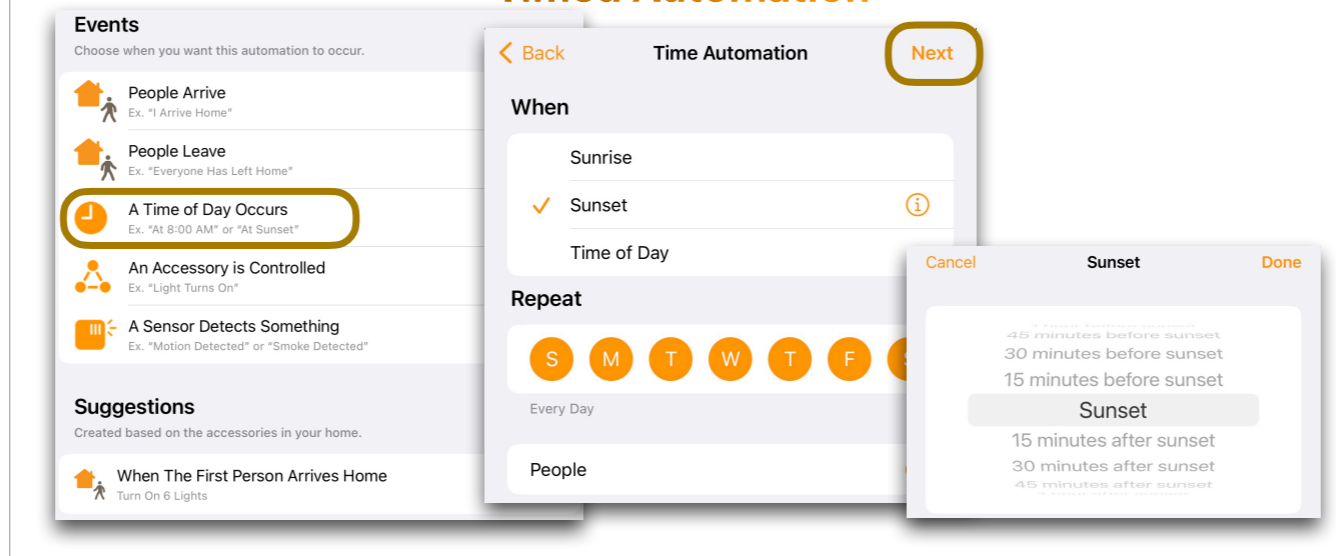 Timed Automation
Events
Choose when you want this automation to occur.
People Arrive
Ex. "I Arrive Home"
People Leave
Ex. "Everyone Has Left Home"
A Time of Day Occurs
Ex. "At 8:00 AM" or "At Sunset"
An Accessory is Controlled
Ex. "Light Turns On"
A Sensor Detects Something
Ex. "Motion Detected" or "Smoke Detected"
Suggestions
Created based on the accessories in your home.
When The First Person Arrives Home
Turn On 6 Lights
Back Time Automation Next
When
Sunrise
Sunset
Time of Day
Repeat
S M T W T F S
Every Day
People
Cancel Sunset Done
45 minutes before sunset
30 minutes before sunset
15 minutes before sunset
Sunset
15 minutes after sunset
30 minutes after sunset
45 minutes after sunset